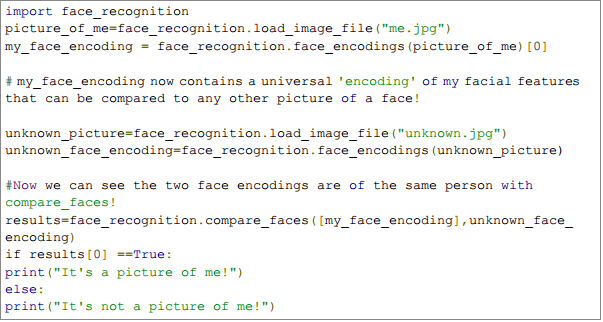 import face_recognition
picture_of_me=face_recognition.load_image_file("me.jpg")
my_face_encoding = face_recognition.face_encodings(picture_of_me)[0]
# my_face_encoding now contains a universal 'encoding' of my facial features
that can be compared to any other picture of a face!
unknown_picture=face_recognition.load_image_file("unknown.jpg")
unknown_face_encoding=face_recognition.face_encodings(unknown_picture)
#Now we can see the two face encodings are of the same person with
compare_faces!
results=face_recognition.compare_faces([my_face_encoding],unknown_face_
encoding)
if results[0] ==True:
print("It's a picture of me!")
else:
print("It's not a picture of me!")